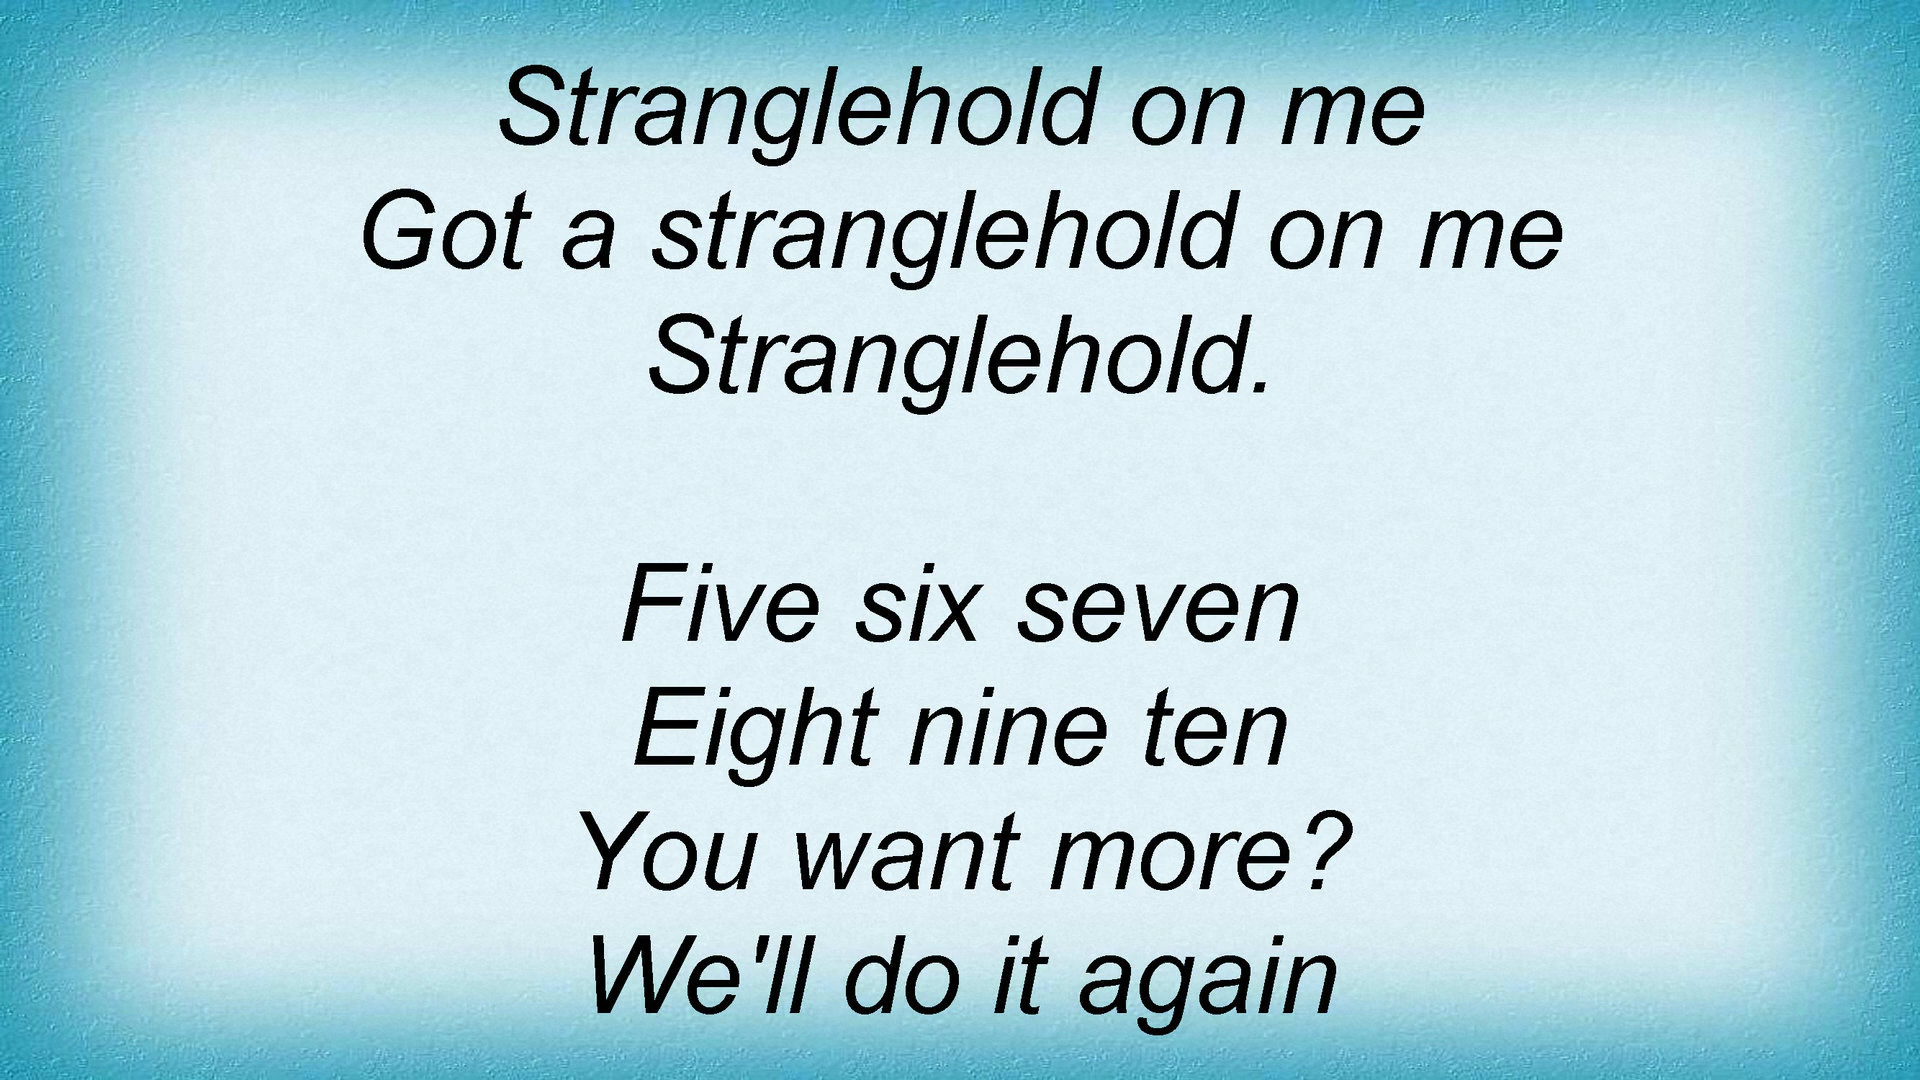 Stranglehold on me
Got a stranglehold on me
Stranglehold.
Five six seven
Eight nine ten
You want more?
We'll do it again